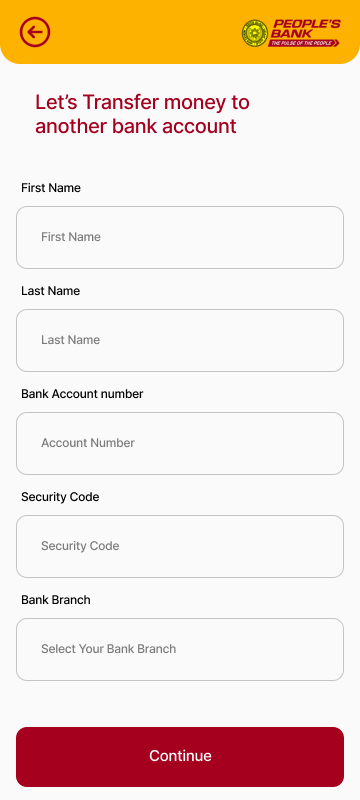 PEOPLE'S
BANK
THE PULSE OF THE PEOPLE
Let's Transfer money to
another bank account
First Name
First Name
Last Name
Last Name
Bank Account number
Account Number
Security Code
Security Code
Bank Branch
Select Your Bank Branch
Continue